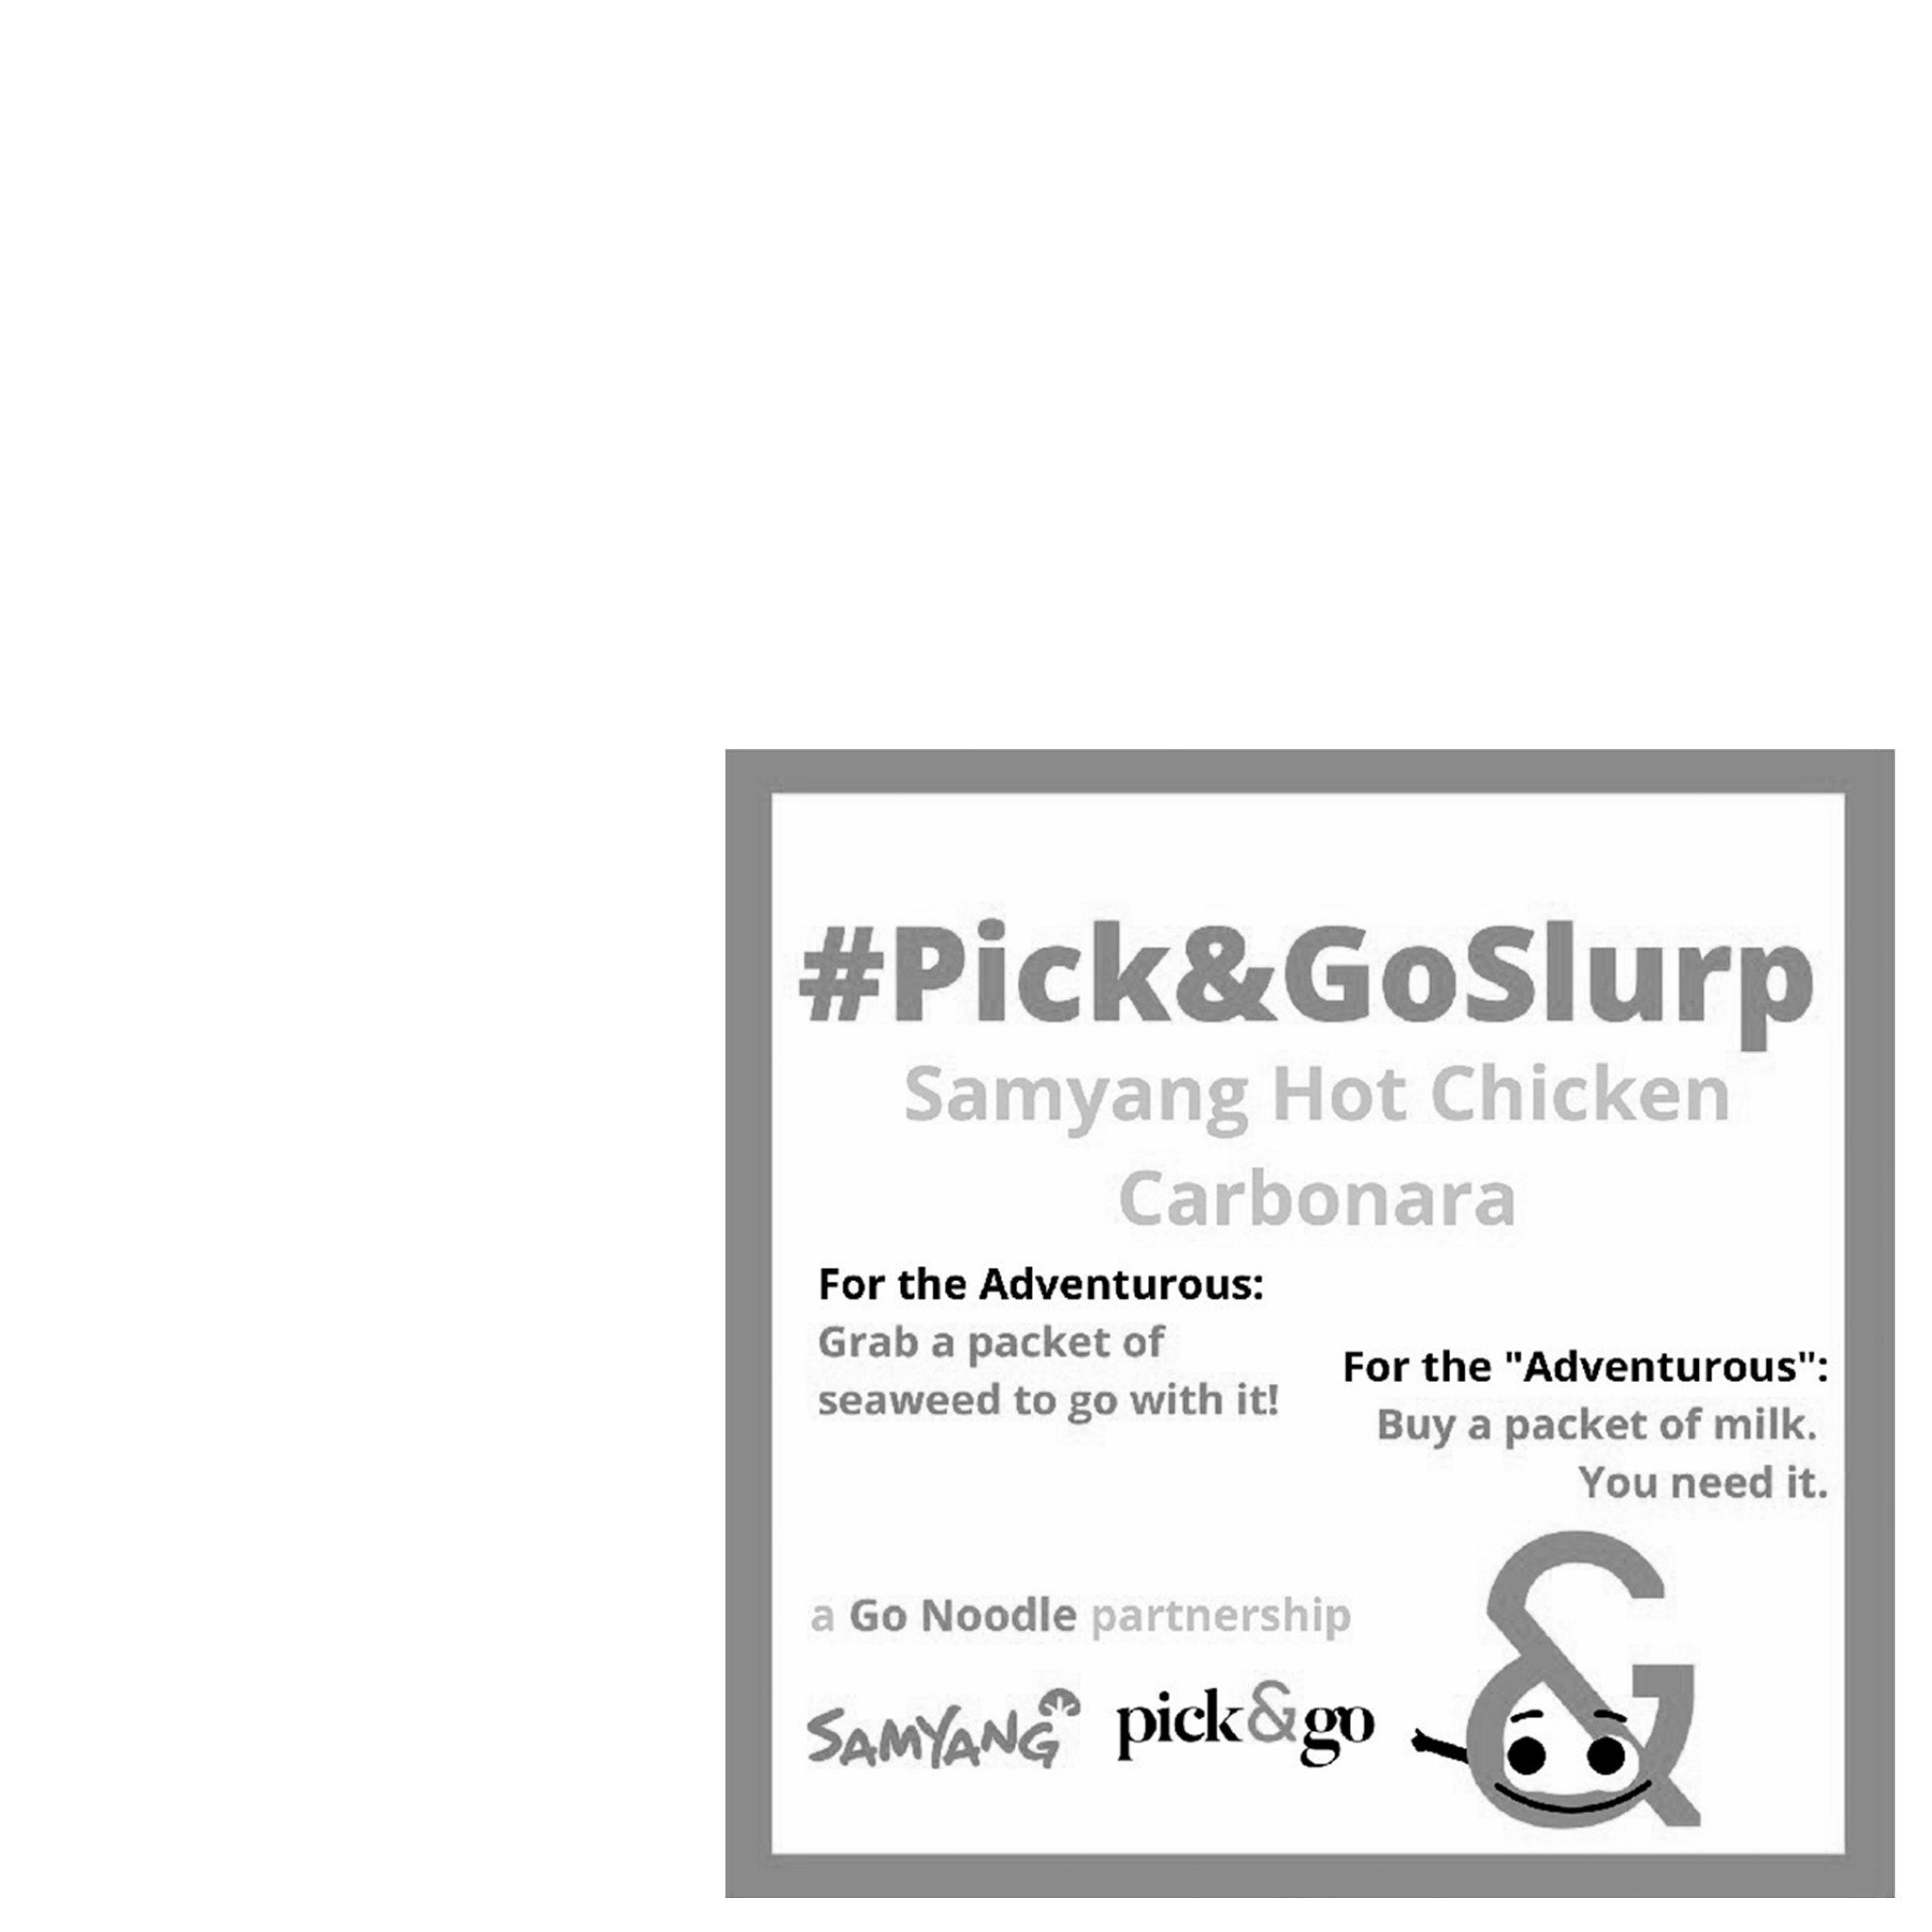 #Pick&GoSlurp
Samyang Hot Chicken
Carbonara
For the Adventurous:
Grab a packet of
seaweed to go with it!
For the "Adventurous":
Buy a packet of milk.
You need it.
a Go Noodle partnership
SAMYANG
pick&go
&